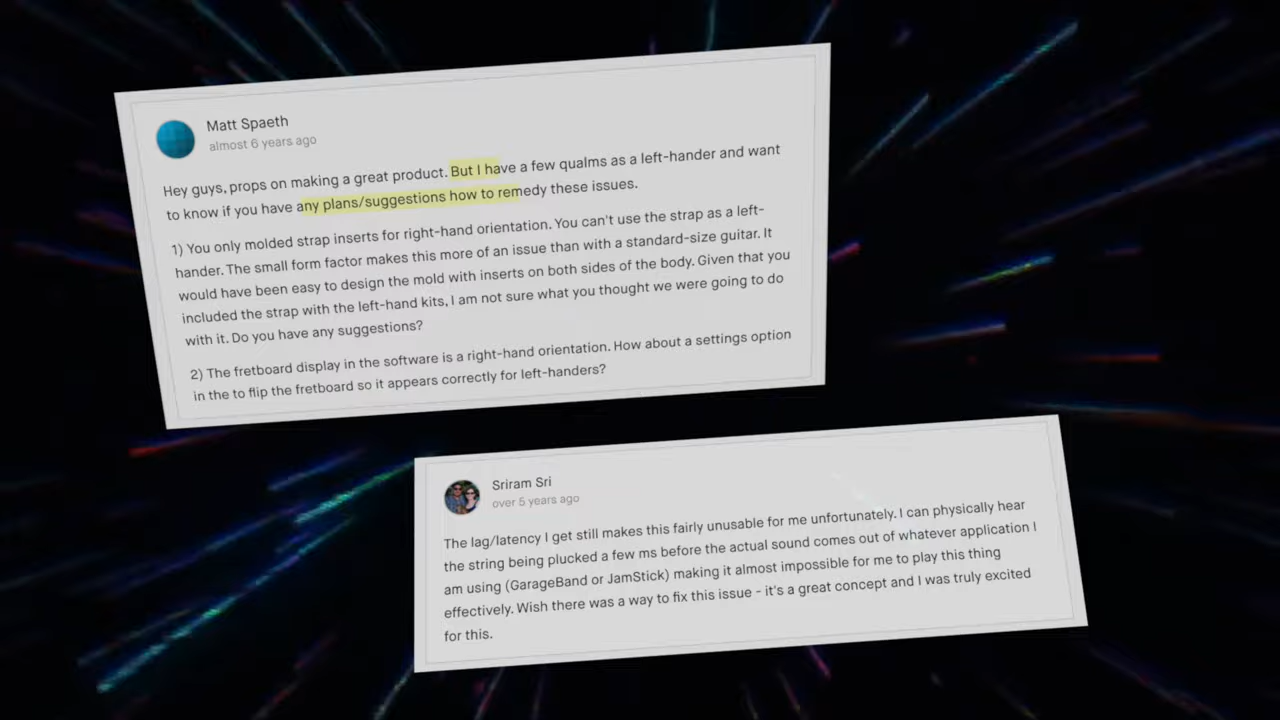 Matt Spaeth
almost 6 years ago
Hey guys, props on making a great product. But I have a few qualms as a left-hander and want
to know if you have any plans/suggestions how to remedy these issues.
1) You only molded strap inserts for right-hand orientation. You can't use the strap as a left-
hander. The small form factor makes this more of an issue than with a standard-size guitar. It
would have been easy to design the mold with inserts on both sides of the body. Given that you
included the strap with the left-hand kits, I am not sure what you thought we were going to do
with it. Do you have any suggestions?
2) The fretboard display in the software is a right-hand orientation. How about a settings option
in the to flip the fretboard so it appears correctly for left-handers?
Sriram Sri
over 5 years ago
The lag/latency I get still makes this fairly unusable for me unfortunately. I can physically hear
the string being plucked a few ms before the actual sound comes out of whatever application I
am using (GarageBand or JamStick) making it almost impossible for me to play this thing
effectively. Wish there was a way to fix this issue - it's a great concept and I was truly excited
for this.